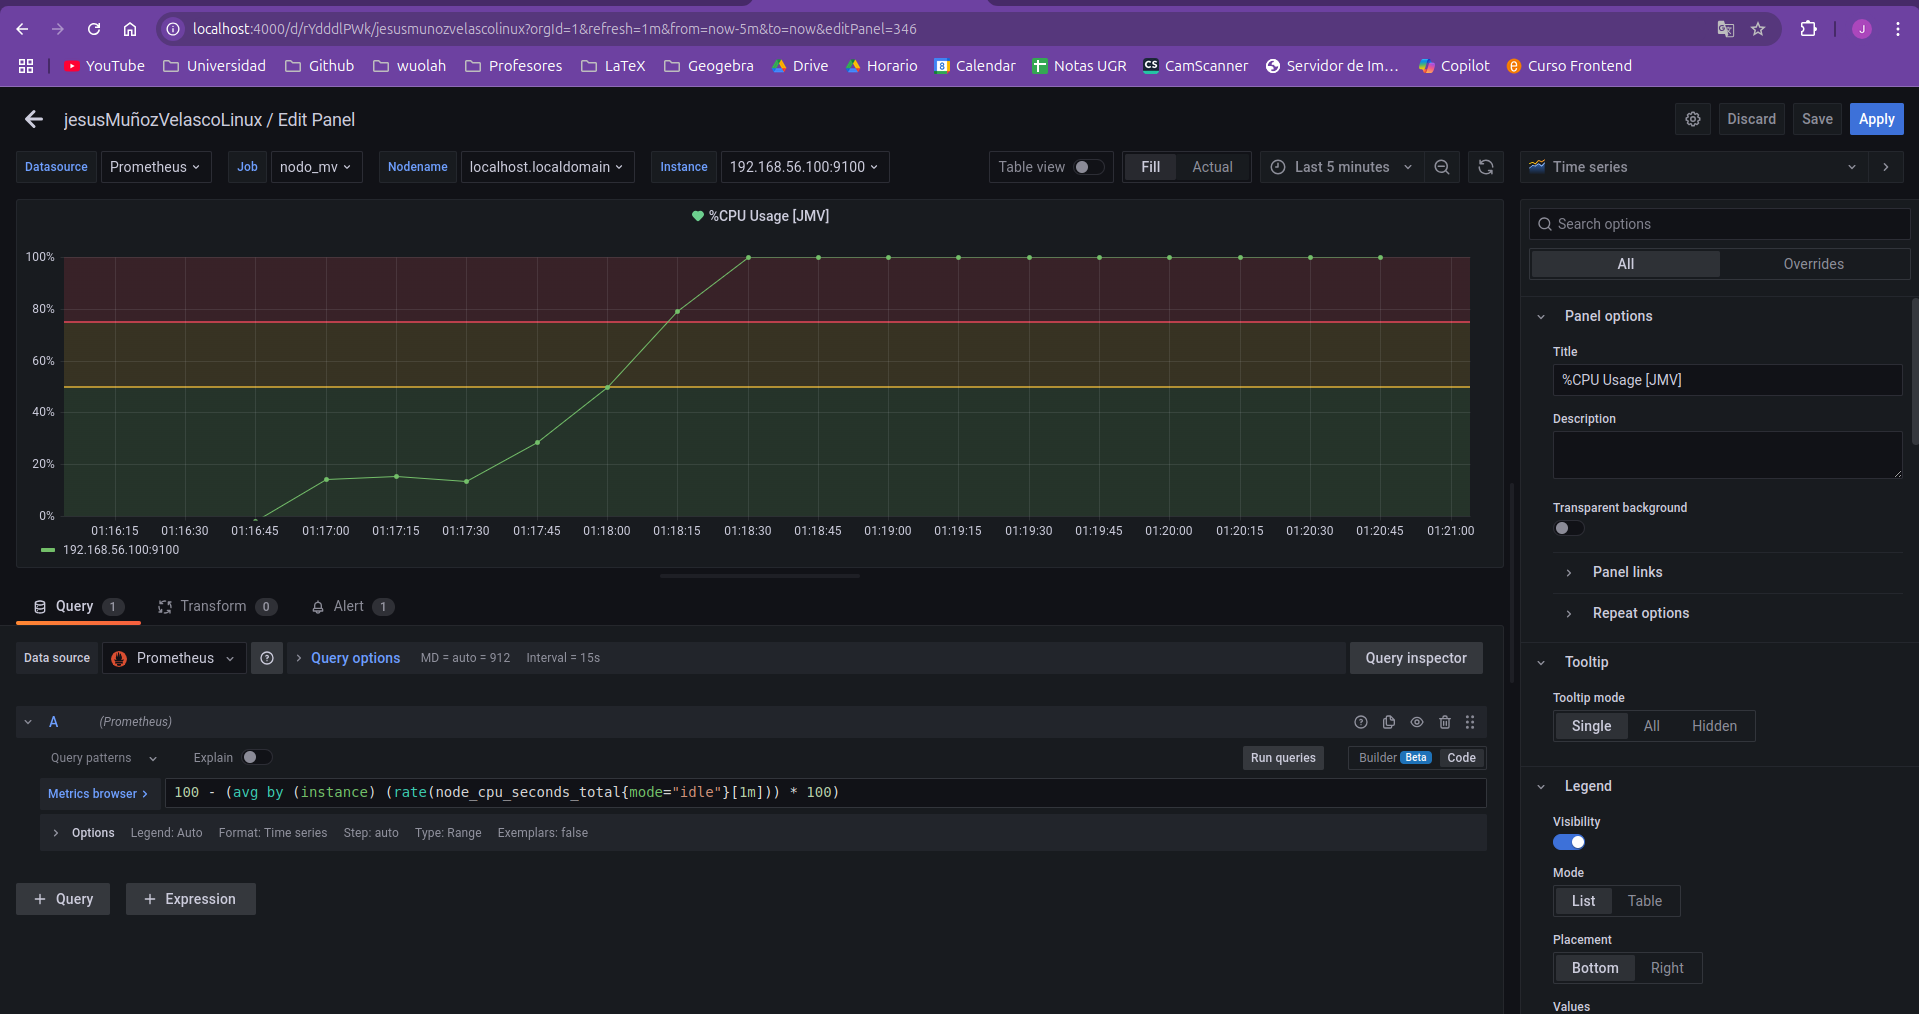 localhost:4000/d/rYdddlPWk/jesusmunozvelascolinux?orgId=1&refresh=1m&from=now-5m&to=now&editPanel=346
J
YouTube Universidad Github wuolah Profesores LaTeX Geogebra Drive Horario 8 Calendar Notas UGR CS CamScanner Servidor de Im... Copilot e Curso Frontend
jesusMuñozVelascoLinux / Edit Panel
Discard Save Apply
Datasource Prometheus Job nodo_mv Nodename localhost.localdomain Instance 192.168.56.100:9100 Table view Fill Actual Last 5 minutes Time series
%CPU Usage [JMV]
100%
80%
60%
40%
20%
0%
01:16:15 01:16:30 01:16:45 01:17:00 01:17:15 01:17:30 01:17:45 01:18:00 01:18:15 01:18:30 01:18:45 01:19:00 01:19:15 01:19:30 01:19:45 01:20:00 01:20:15 01:20:30 01:20:45 01:21:00
192.168.56.100:9100
Query 1 Transform 0 Alert 1
Data source Prometheus Query options MD = auto = 912 Interval = 15s Query inspector
A (Prometheus)
Query patterns Explain Run queries Builder Beta Code
Metrics browser > 100 - (avg by (instance) (rate(node_cpu_seconds_total{mode="idle"}[1m])) * 100)
Options Legend: Auto Format: Time series Step: auto Type: Range Exemplars: false
+ Query + Expression
Search options
All Overrides
Panel options
Title
%CPU Usage [JMV]
Description
Transparent background
Panel links
Repeat options
Tooltip
Tooltip mode
Single All Hidden
Legend
Visibility
Mode
List Table
Placement
Bottom Right
Values